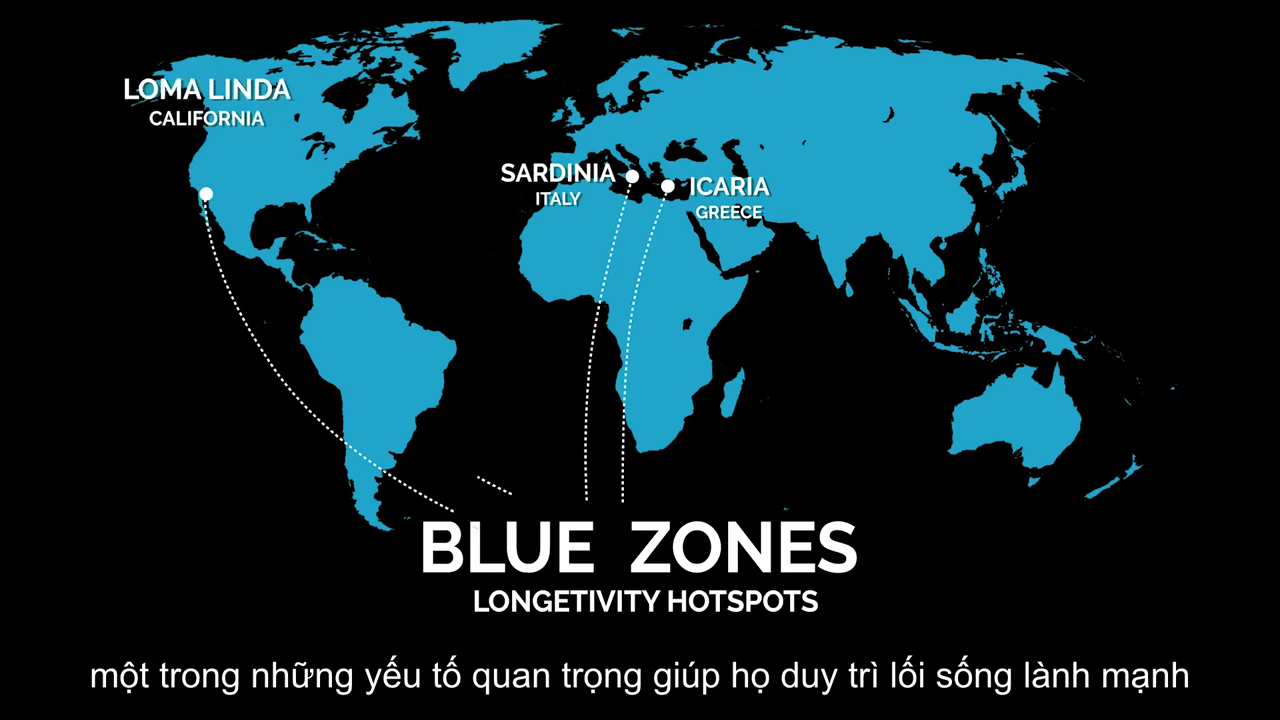 LOMA LINDA
CALIFORNIA
SARDINIA
ITALY
ICARIA
GREECE
BLUE ZONES
LONGETIVITY HOTSPOTS
một trong những yếu tố quan trọng giúp họ duy trì lối sống lành mạnh